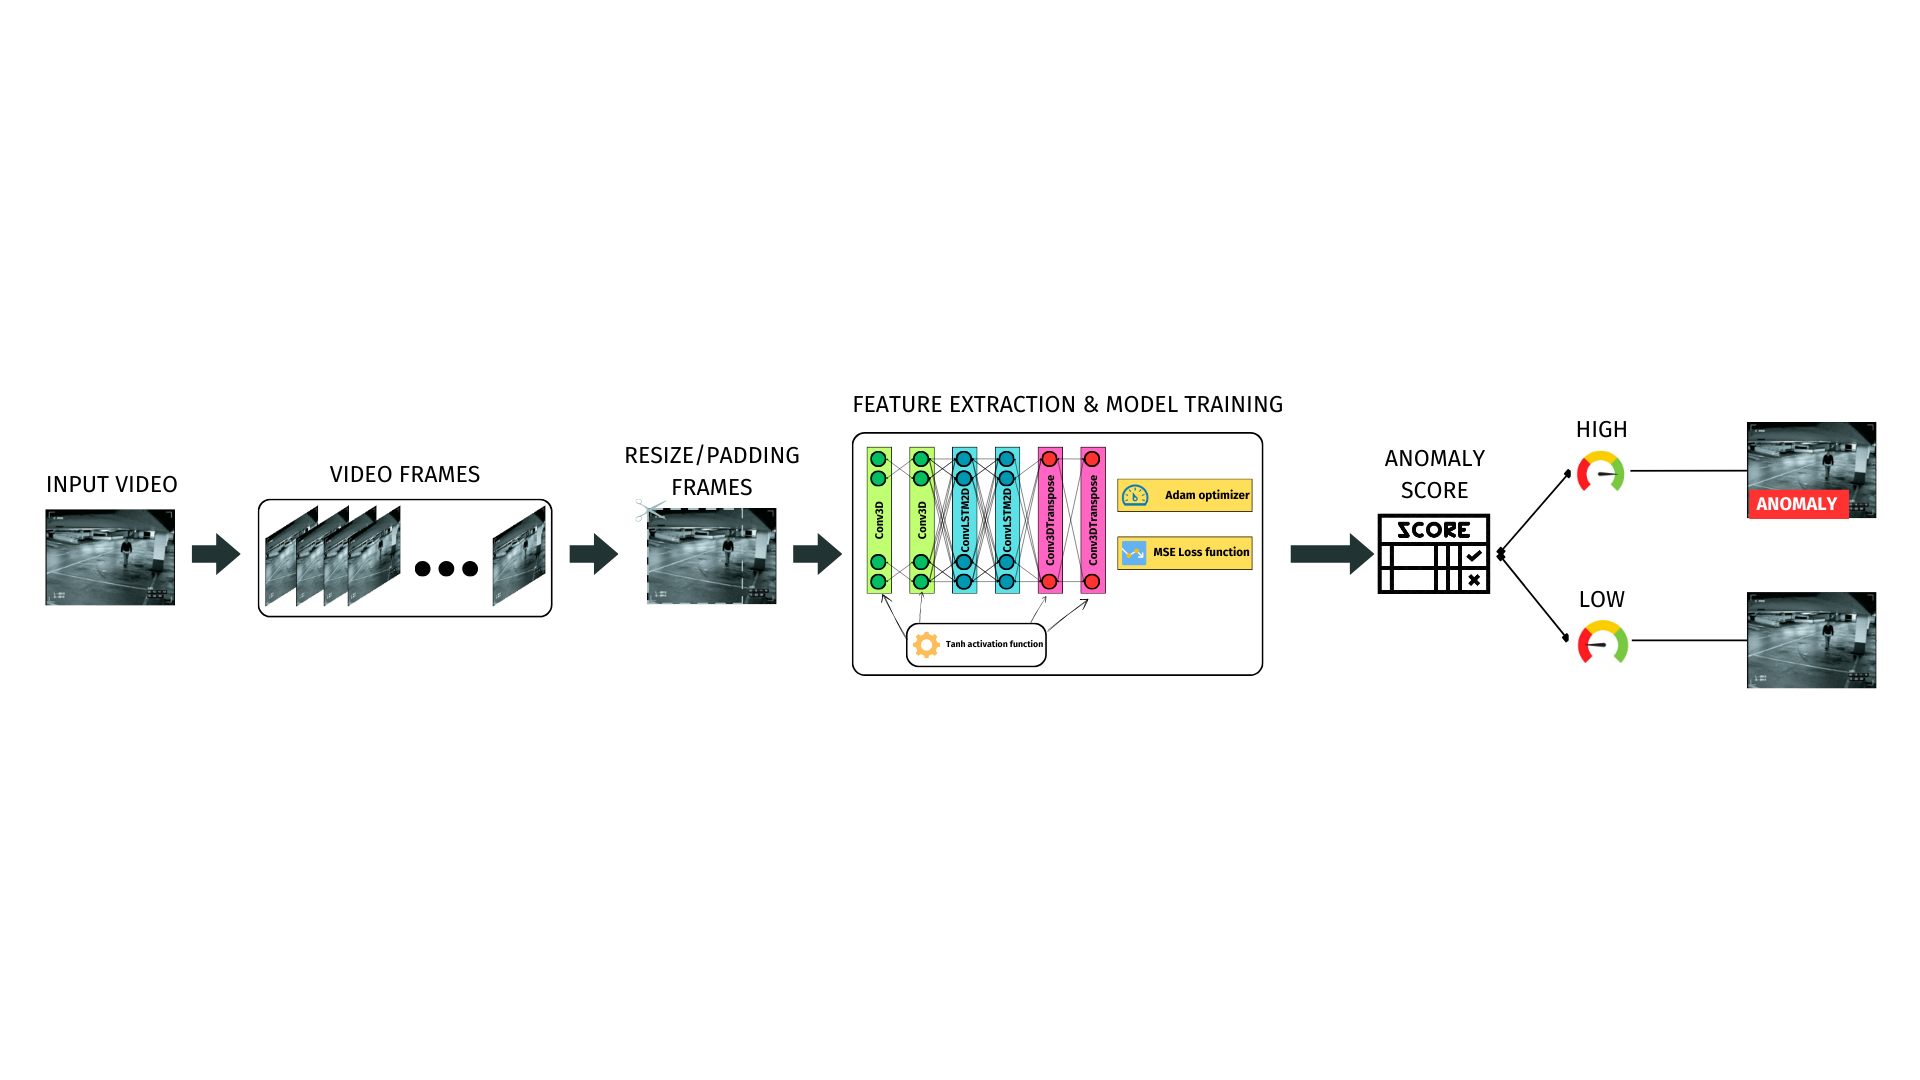 INPUT VIDEO
VIDEO FRAMES
RESIZE/PADDING
FRAMES
FEATURE EXTRACTION & MODEL TRAINING
Conv3D
Conv3D
ConvLSTM2D
ConvLSTM2D
Conv3DTranspose
Conv3DTranspose
Adam optimizer
MSE Loss function
Tanh activation function
ANOMALY
SCORE
SCORE
HIGH
ANOMALY
LOW